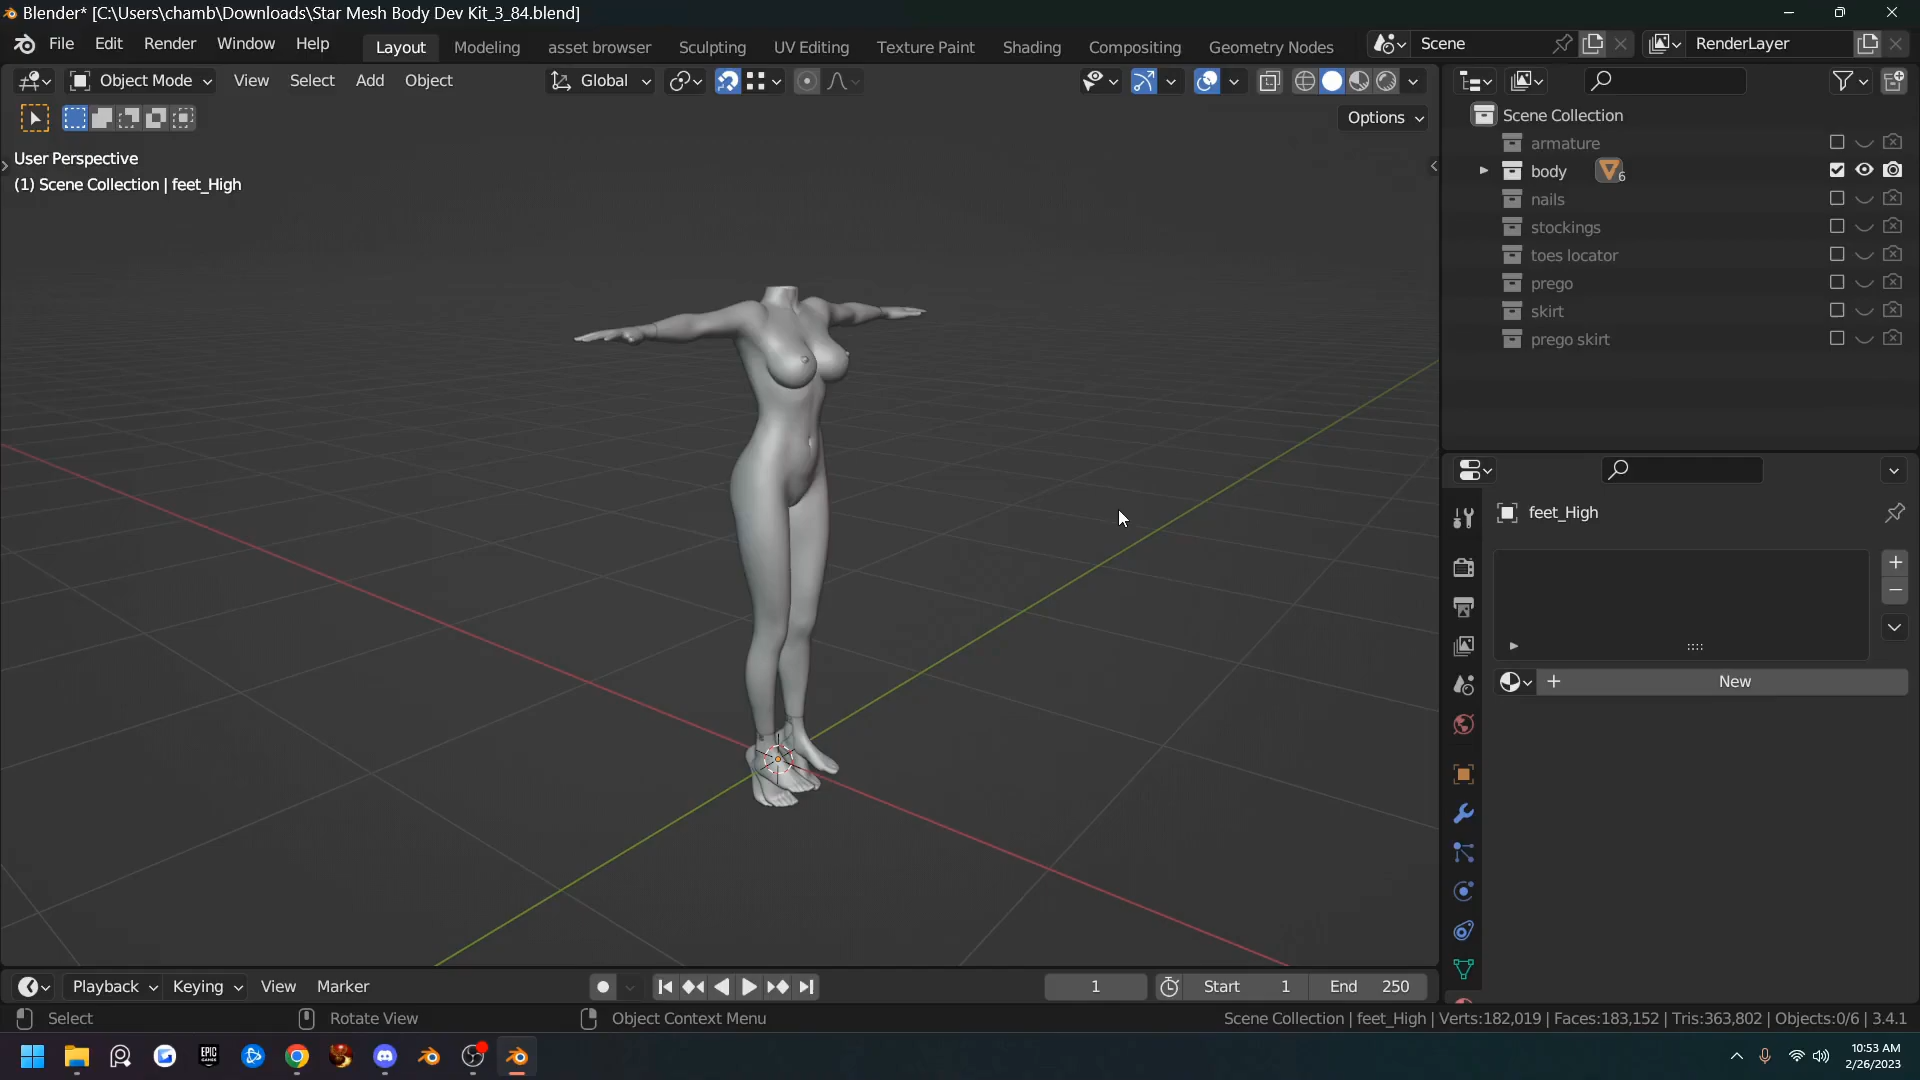 Blender* [C:\Users\chamb\Downloads\Star Mesh Body Dev Kit_3_84.blend]
File Edit Render Window Help Layout Modeling asset browser Sculpting UV Editing Texture Paint Shading Compositing Geometry Nodes Scene RenderLayer
Object Mode View Select Add Object Global
Options
User Perspective
(1) Scene Collection | feet_High
Scene Collection
armature
body 6
nails
stockings
toes locator
prego
skirt
prego skirt
feet_High
New
Playback Keying View Marker 1 Start 1 End 250
Select Rotate View Object Context Menu Scene Collection | feet_High | Verts:182,019 | Faces:183,152 | Tris:363,802 | Objects:0/6 | 3.4.1
EPIC GAMES
10:53 AM
2/26/2023